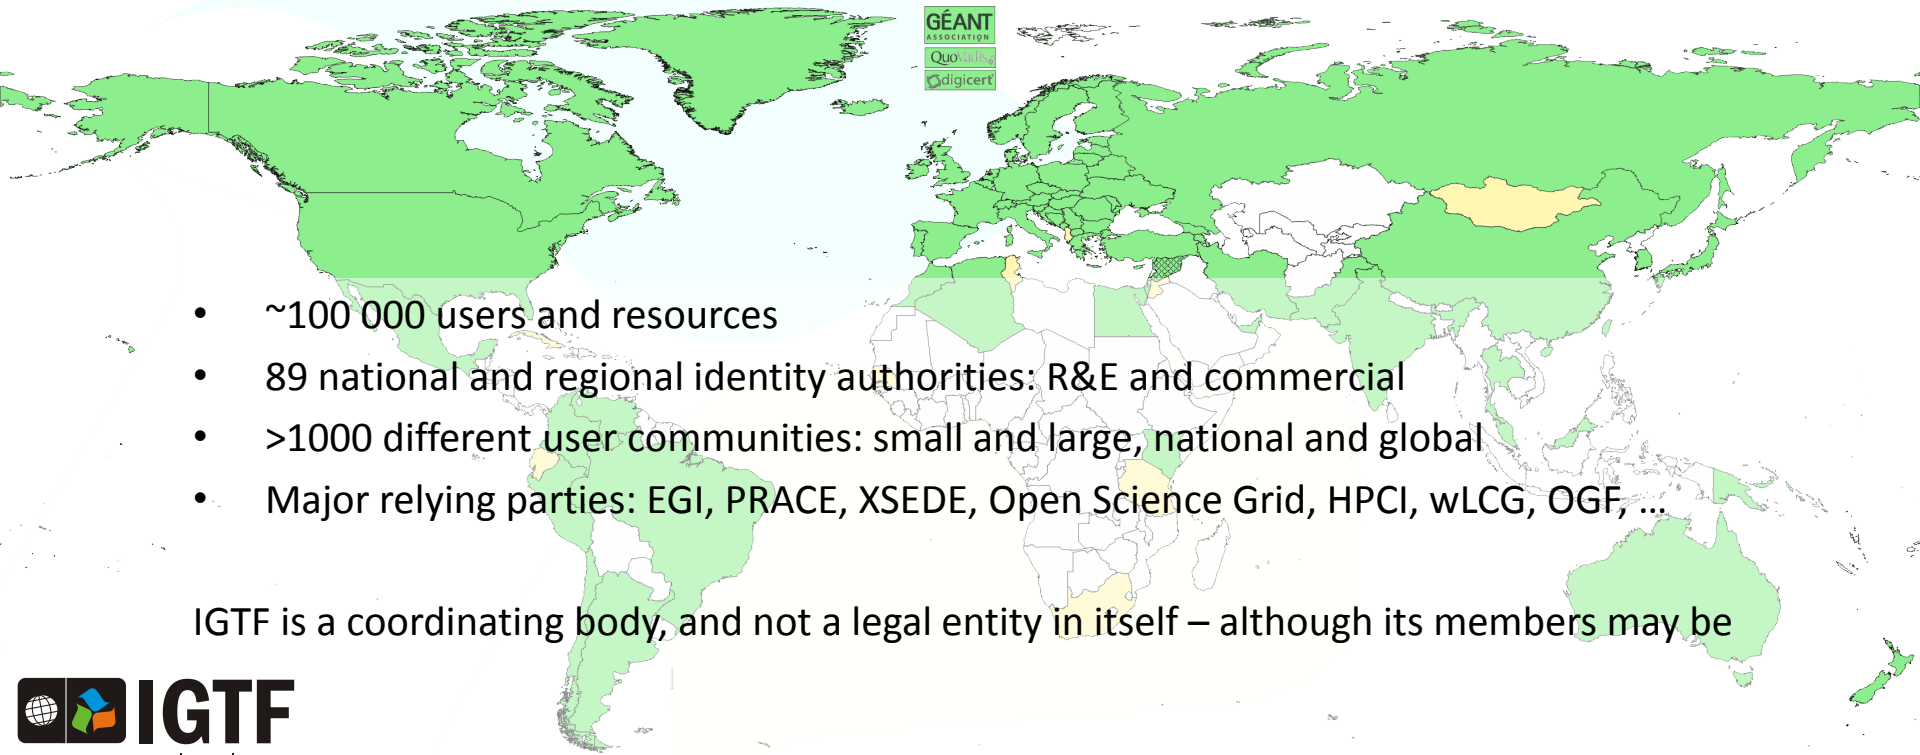 GÉANT
ASSOCIATION
QuoVadis
digicert
• ~100 000 users and resources
• 89 national and regional identity authorities: R&E and commercial
• >1000 different user communities: small and large, national and global
• Major relying parties: EGI, PRACE, XSEDE, Open Science Grid, HPCI, wLCG, OGF, …
IGTF is a coordinating body, and not a legal entity in itself – although its members may be
IGTF